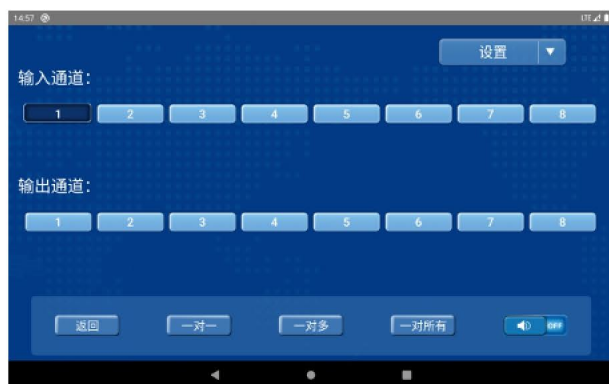 14:57 LTE
设置
输入通道：
1 2 3 4 5 6 7 8
输出通道：
1 2 3 4 5 6 7 8
返回 一对一 一对多 一对所有 OFF